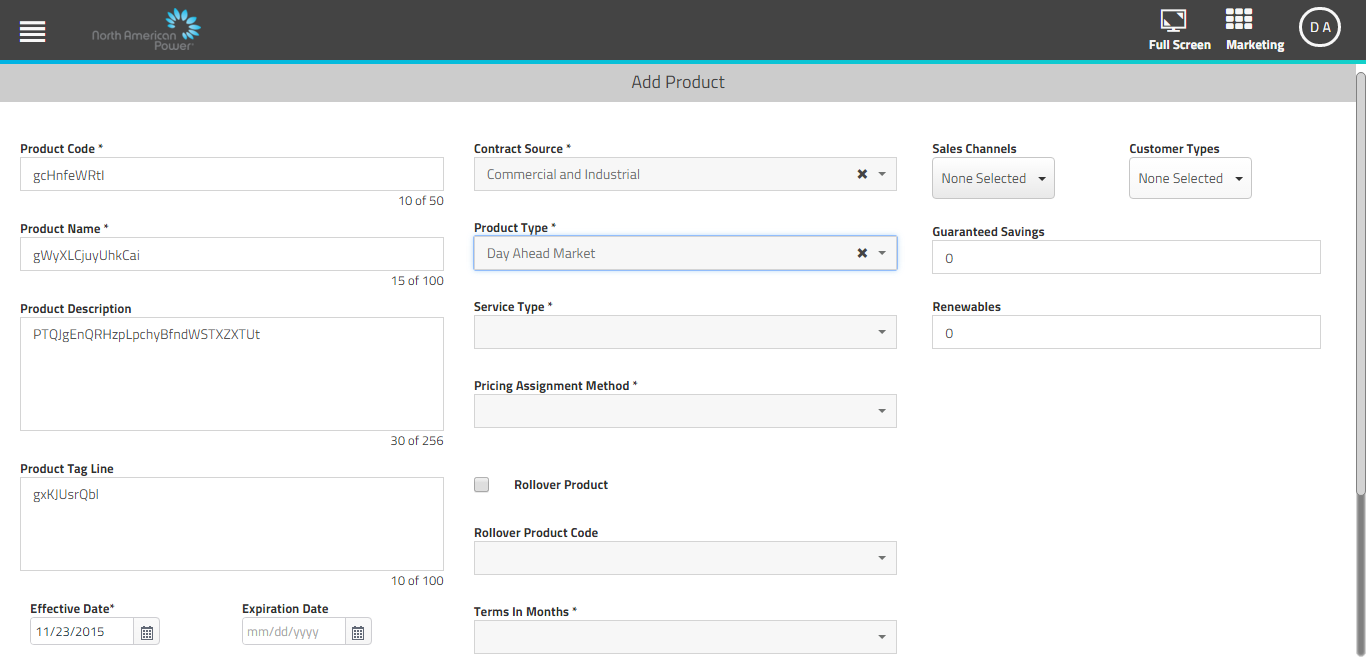 North American
Power
Full Screen
Marketing
D A
Add Product
Product Code *
gcHnfeWRtI
10 of 50
Product Name *
gWyXLCjuyUhkCai
15 of 100
Product Description
PTQJgEnQRHzpLpchyBfndWSTXZXTUt
30 of 256
Product Tag Line
gxKJUsrQbl
10 of 100
Effective Date*
11/23/2015
Expiration Date
mm/dd/yyyy
Contract Source *
Commercial and Industrial
Product Type *
Day Ahead Market
Service Type *
Pricing Assignment Method *
Rollover Product
Rollover Product Code
Terms In Months *
Sales Channels
None Selected
Customer Types
None Selected
Guaranteed Savings
0
Renewables
0